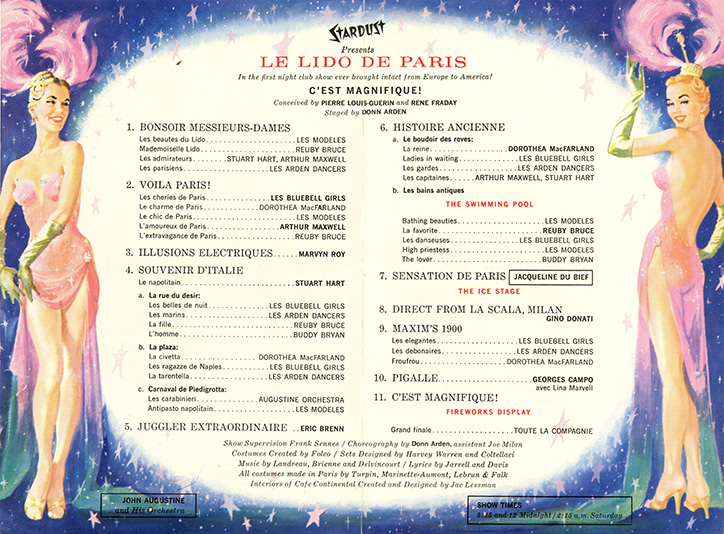 STARDUST
Presents
LE LIDO DE PARIS
In the first night club show ever brought intact from Europe to America!
C'EST MAGNIFIQUE!
Conceived by PIERRE LOUIS-GUERIN and RENE FRADAY
Staged by DONN ARDEN
1. BONSOIR MESSIEURS-DAMES
Les beautes du Lido....................LES MODELES
Mademoiselle Lido....................REUBY BRUCE
Les admirateurs....STUART HART, ARTHUR MAXWELL
Les parisiens....................LES ARDEN DANCERS
2. VOILA PARIS!
Les cheries de Paris..............LES BLUEBELL GIRLS
Le charme de Paris..........DOROTHEA MacFARLAND
Le chic de Paris....................LES MODELES
L'amoureux de Paris..............ARTHUR MAXWELL
L'extravagance de Paris..............REUBY BRUCE
3. ILLUSIONS ELECTRIQUES......MARVYN ROY
4. SOUVENIR D'ITALIE
Le napolitain....................STUART HART
a. La rue du desir:
Les belles de nuit..............LES BLUEBELL GIRLS
Les marins....................LES ARDEN DANCERS
La fille....................REUBY BRUCE
L'homme....................BUDDY BRYAN
b. La plaza:
La civetta..............DOROTHEA MacFARLAND
Les ragazze de Naples......LES BLUEBELL GIRLS
La tarentella..............LES ARDEN DANCERS
c. Carnaval de Piedigrotta:
Les carabinieri..............AUGUSTINE ORCHESTRA
Antipasto napolitain..............LES MODELES
5. JUGGLER EXTRAORDINAIRE ..ERIC BRENN
6. HISTOIRE ANCIENNE
a. Le boudoir des reves:
La reine..............DOROTHEA MacFARLAND
Ladies in waiting..............LES BLUEBELL GIRLS
Les gardes..............LES ARDEN DANCERS
Les capitaines......ARTHUR MAXWELL, STUART HART
b. Les bains antiques
THE SWIMMING POOL
Bathing beauties....................LES MODELES
La favorite....................REUBY BRUCE
Les danseuses..............LES BLUEBELL GIRLS
High priestess....................LES MODELES
The lover....................BUDDY BRYAN
7. SENSATION DE PARIS JACQUELINE DU BIEF
THE ICE STAGE
8. DIRECT FROM LA SCALA, MILAN
GINO DONATI
9. MAXIM'S 1900
Les elegantes..............LES BLUEBELL GIRLS
Les debonaires..............LES ARDEN DANCERS
Froufrou..............DOROTHEA MacFARLAND
10. PIGALLE....................GEORGES CAMPO
avec Lina Marvell
11. C'EST MAGNIFIQUE!
FIREWORKS DISPLAY
Grand finale..............TOUTE LA COMPAGNIE
Show Supervision Frank Sennes / Choreography by Donn Arden, assistant Joe Milan
Costumes Created by Folco / Sets Designed by Harvey Warren and Coltellaci
Music by Landreau, Brienne and Delvincourt / Lyrics by Jarrell and Davis
All costumes made in Paris by Turpin, Marinette-Aumont, Lebrun & Falk
Interiors of Cafe Continental Created and Designed by Jac Lessman
JOHN AUGUSTINE
and His Orchestra
SHOW TIMES
8:15 and 12 Midnight / 2:15 a.m. Saturday